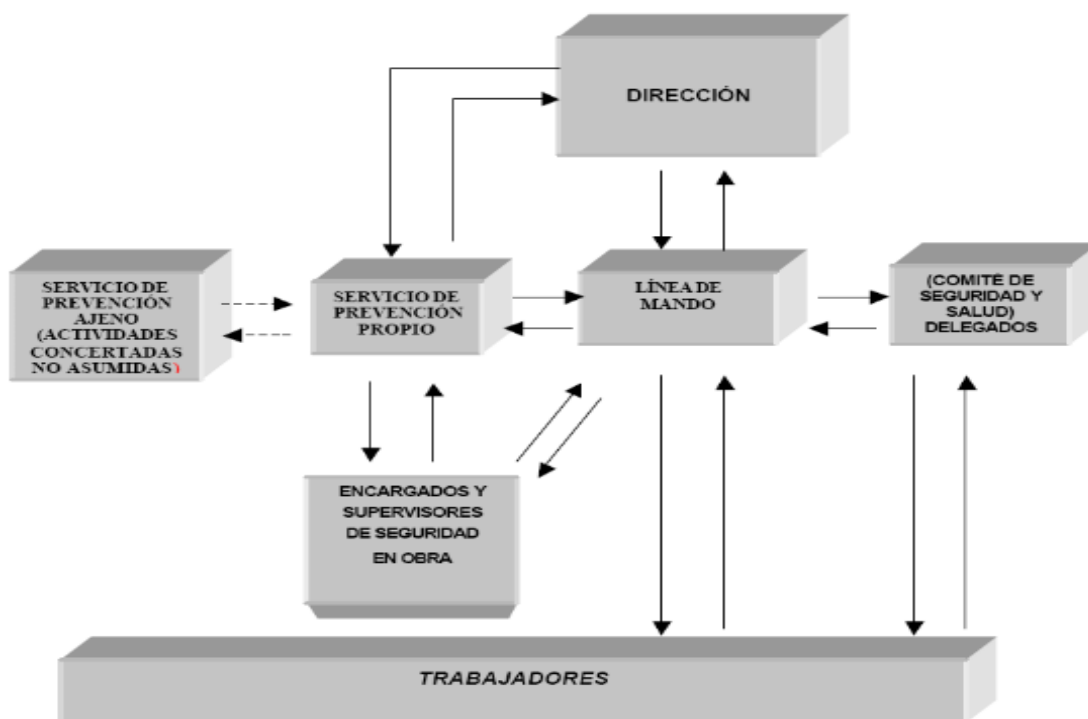 DIRECCIÓN
SERVICIO DE
PREVENCIÓN
AJENO
(ACTIVIDADES
CONCERTADAS
NO ASUMIDAS)
SERVICIO DE
PREVENCIÓN
PROPIO
LÍNEA DE
MANDO
(COMITÉ DE
SEGURIDAD Y
SALUD)
DELEGADOS
ENCARGADOS Y
SUPERVISORES
DE SEGURIDAD
EN OBRA
TRABAJADORES